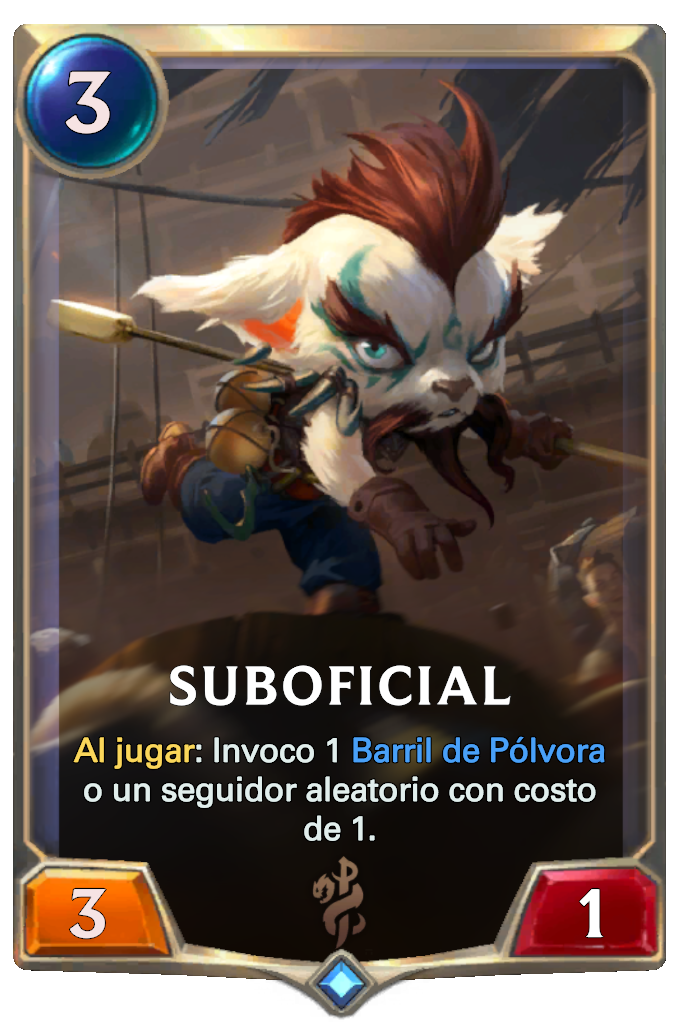 3
SUBOFICIAL
Al jugar: Invoco 1 Barril de Pólvora
o un seguidor aleatorio con costo
de 1.
3
1